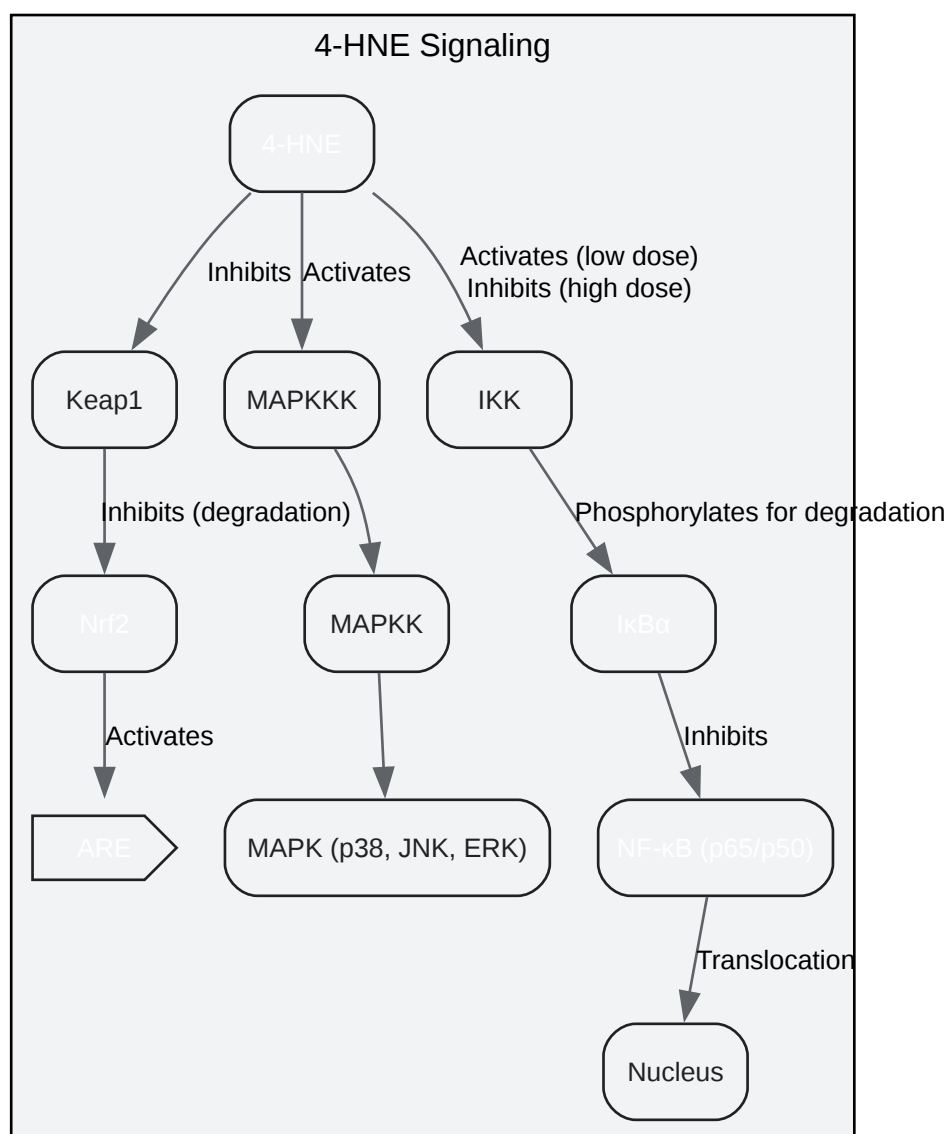 4-HNE Signaling
4-HNE
Inhibits
Activates
Activates (low dose)
Inhibits (high dose)
Keap1
MAPKKK
IKK
Inhibits (degradation)
Phosphorylates for degradation
Nrf2
MAPKK
IκBα
Activates
Inhibits
ARE
MAPK (p38, JNK, ERK)
NF-κB (p65/p50)
Translocation
Nucleus